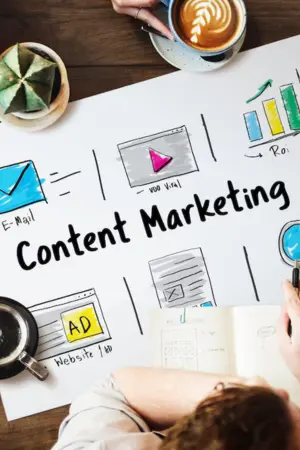 E-Mail
VDO Viral
Roi
Content Marketing
AD
Website / AD